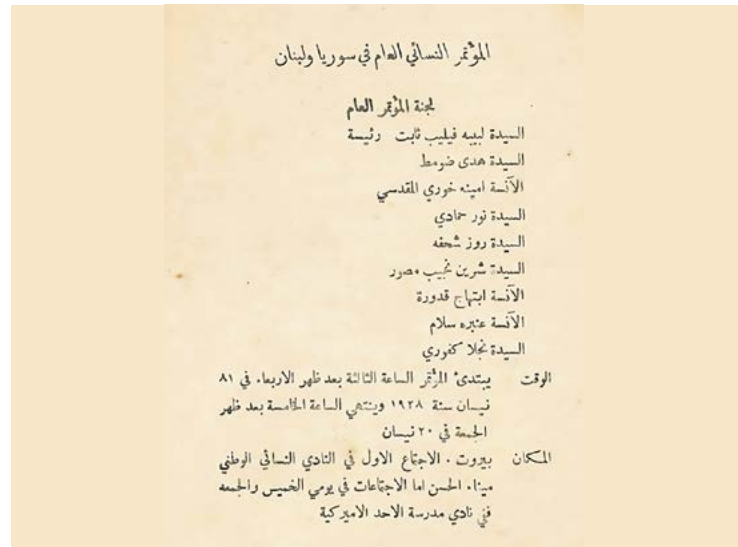 المؤتمر النسائي العام في سوريا ولبنان
لجنة المؤتمر العام
السيدة لبيبه فيليب ثابت رئيسة
السيدة هدى ضومط
الآنسة امينه خوري المقدسي
السيدة نور حمادي
السيدة روز شحفه
السيدة شرين نجيب مصور
الآنسة ابتهاج قدورة
الآنسة عنبره سلام
السيدة نجلا كفوري
الوقت يبتدئ المؤتمر الساعة الثالثة بعد ظهر الاربعاء في ٨١
نيسان سنة ١٩٢٨ وينتهي الساعة الخامسة بعد ظهر
الجمعة في ٢٠ نيسان
المكان بيروت . الاجتماع الاول في النادي النسائي الوطني
ميناء الحسن اما الاجتماعات في يومي الخميس والجمعه
ففي نادي مدرسة الاحد الاميركية